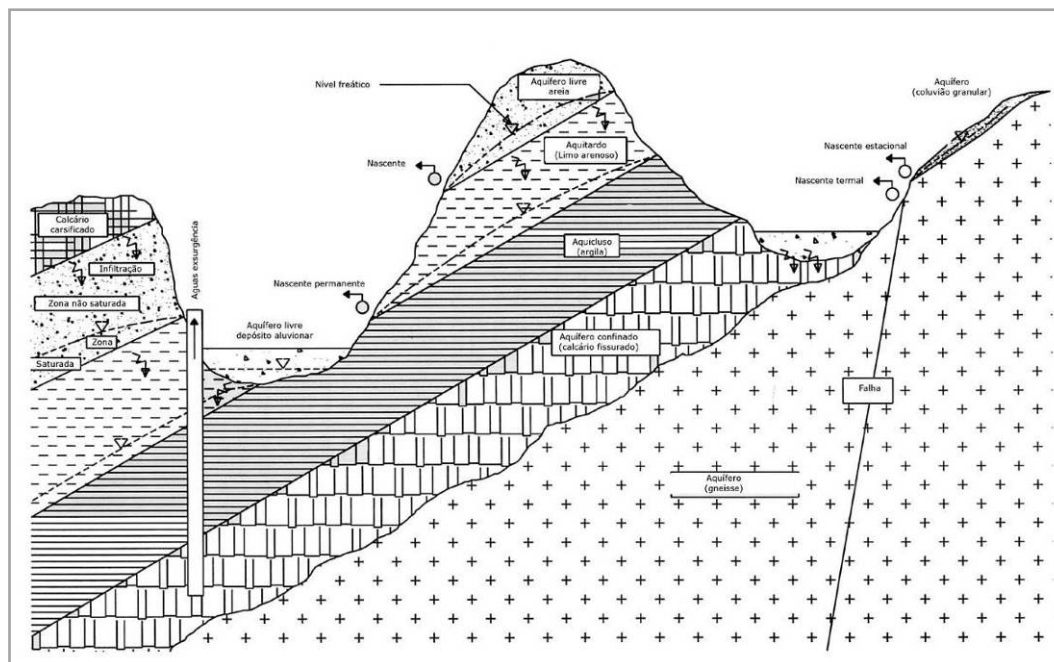 Nível freático
Aquífero livre
areia
Aquífero
(coluvião granular)
Aquitardo
(Limo arenoso)
Nascente
Nascente estacional
Nascente termal
Calcário
carsificado
Infiltração
Aquicluso
(argila)
Aguas exsurgência
Zona não saturada
Nascente permanente
Aquífero livre
depósito aluvionar
Zona
Saturada
Aquífero confinado
(calcário fissurado)
Falha
Aquífero
(gneisse)